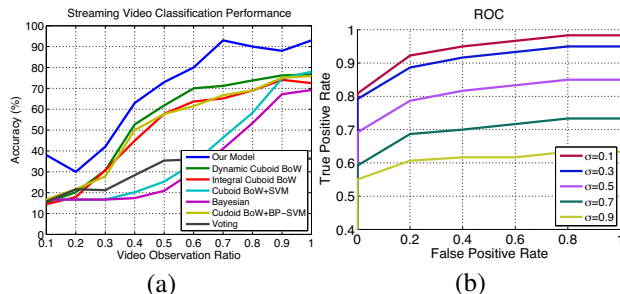 Streaming Video Classification Performance
Accuracy (%)
100
90
80
70
60
50
40
30
20
10
0
0.1 0.2 0.3 0.4 0.5 0.6 0.7 0.8 0.9 1
Video Observation Ratio
Our Model
Dynamic Cuboid BoW
Integral Cuboid BoW
Cuboid BoW+SVM
Bayesian
Cudoid BoW+BP-SVM
Voting
(a)
ROC
True Positive Rate
1
0.9
0.8
0.7
0.6
0.5
0.4
0 0.2 0.4 0.6 0.8 1
False Positive Rate
σ=0.1
σ=0.3
σ=0.5
σ=0.7
σ=0.9
(b)